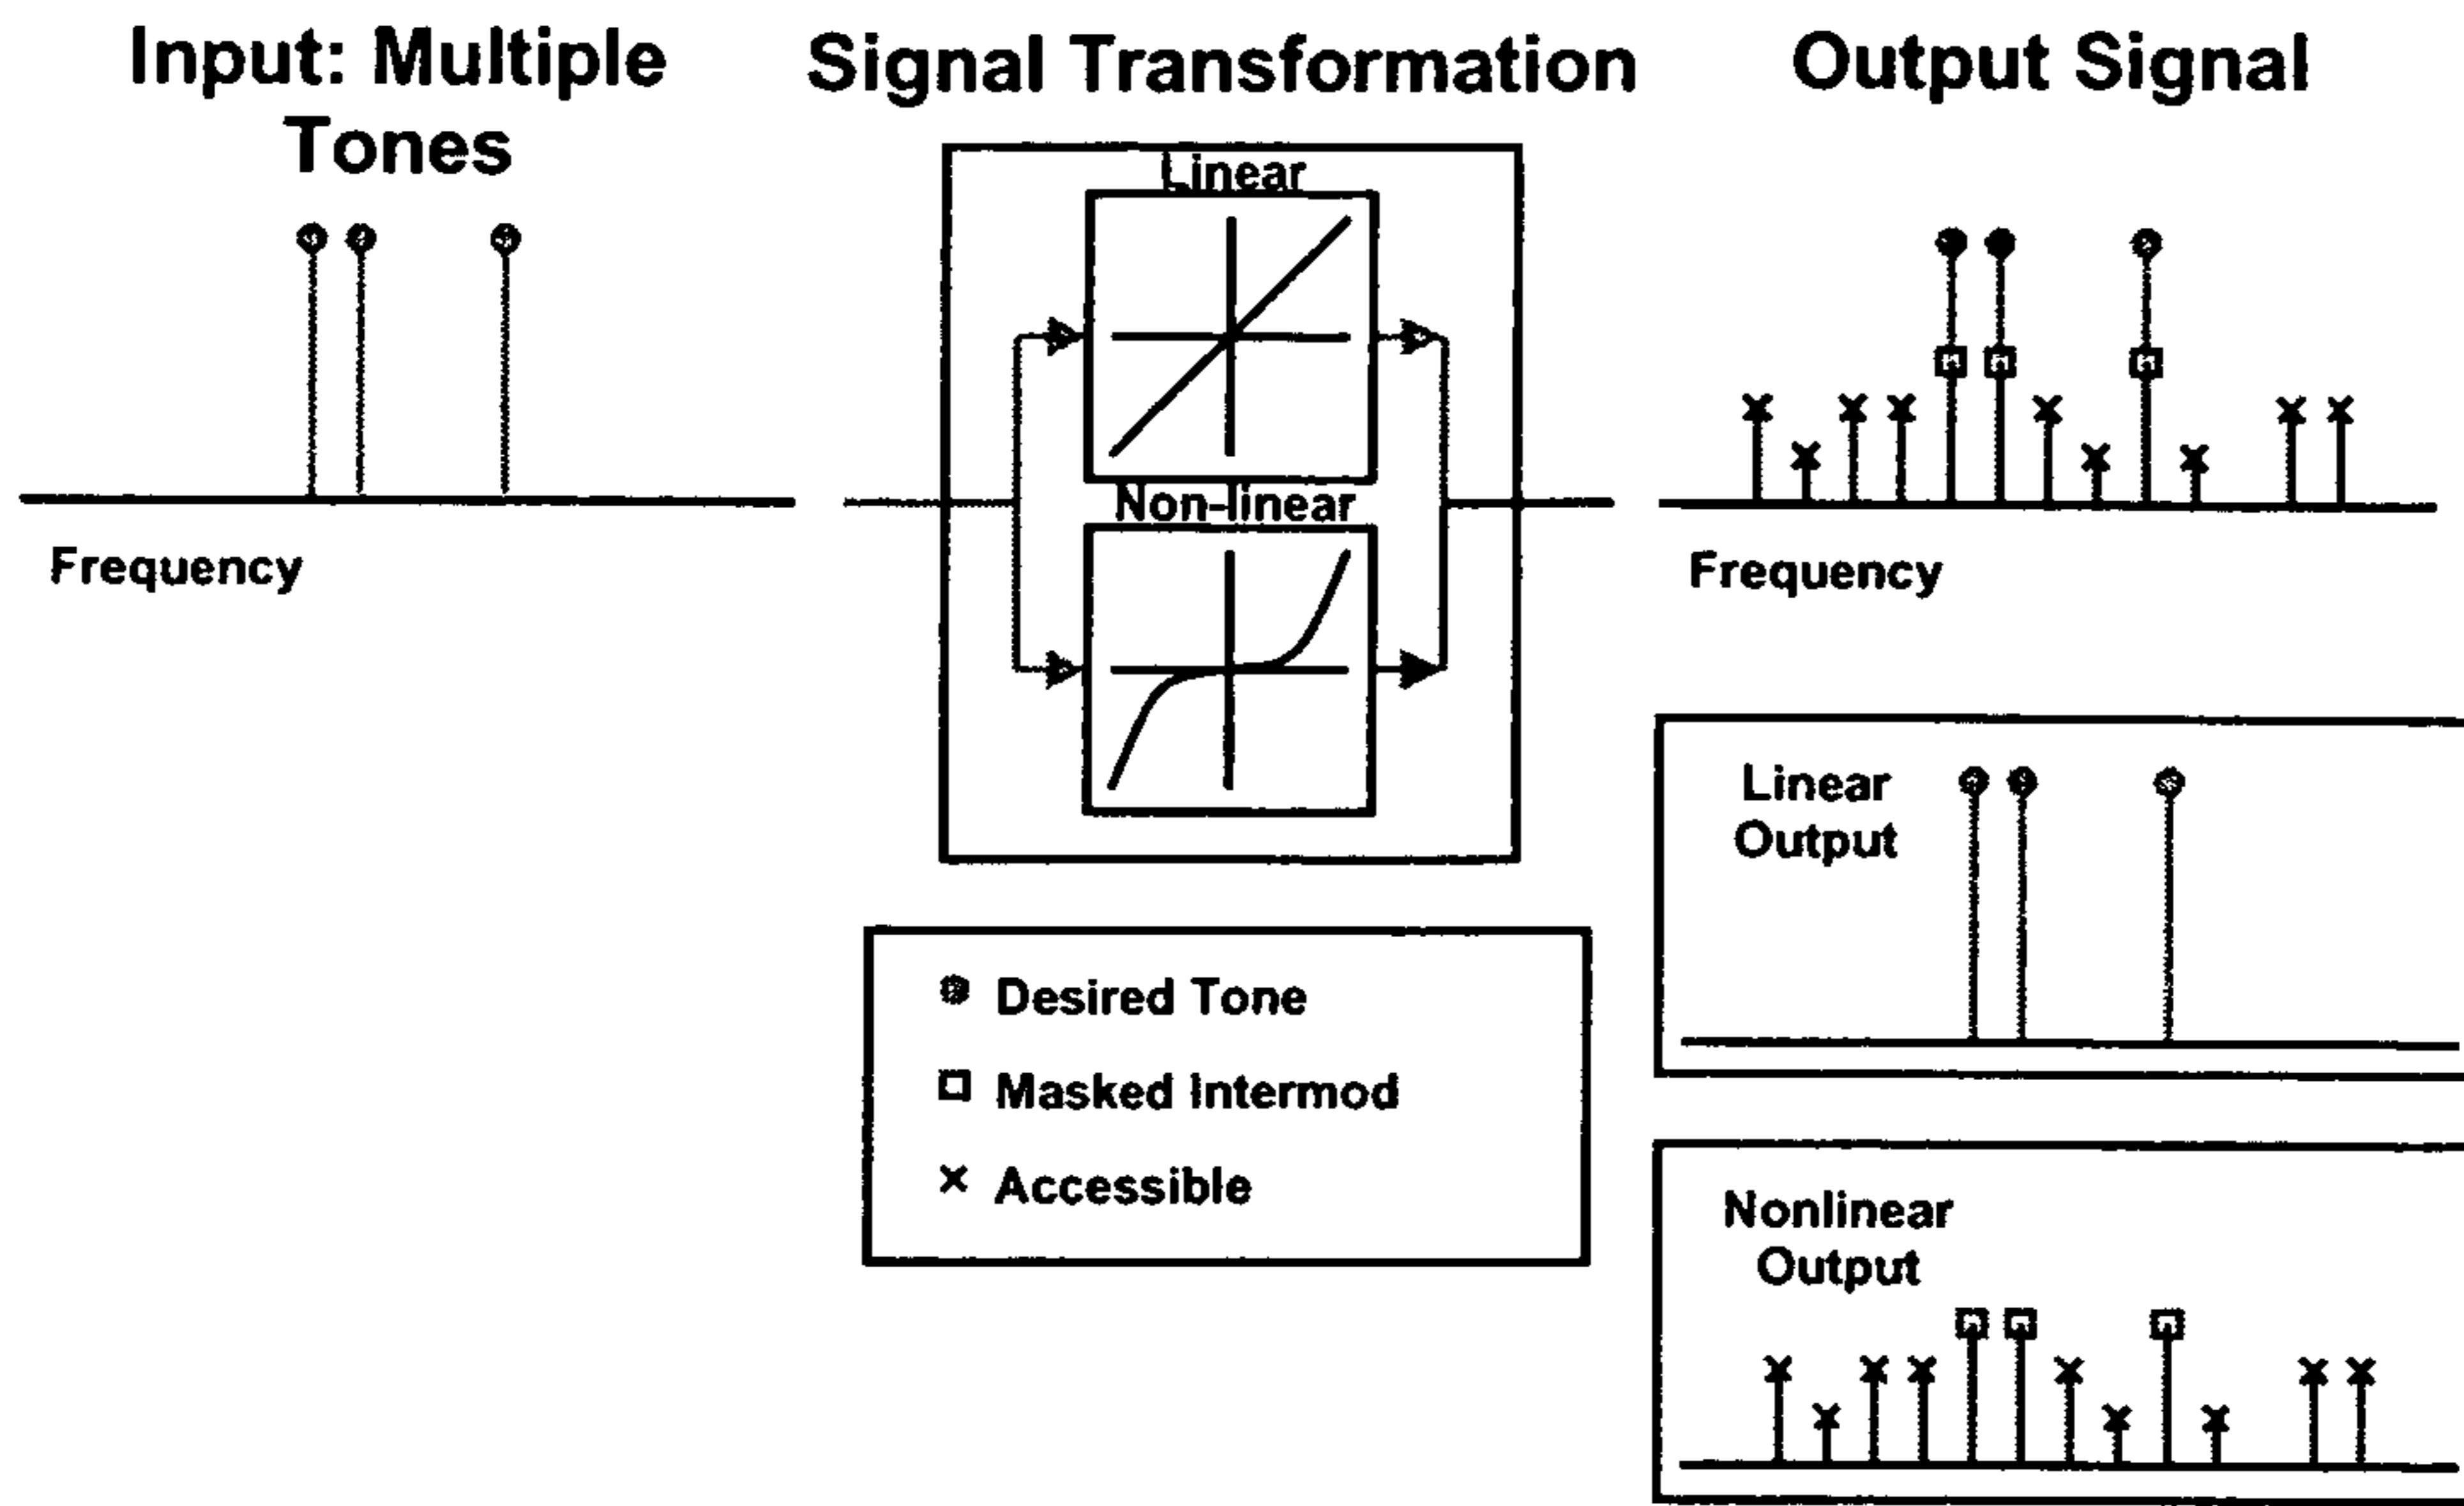 Input: Multiple
Tones
Signal Transformation
Output Signal
Linear
Non-linear
Frequency
Frequency
Desired Tone
Masked Intermod
Accessible
Linear
Output
Nonlinear
Output